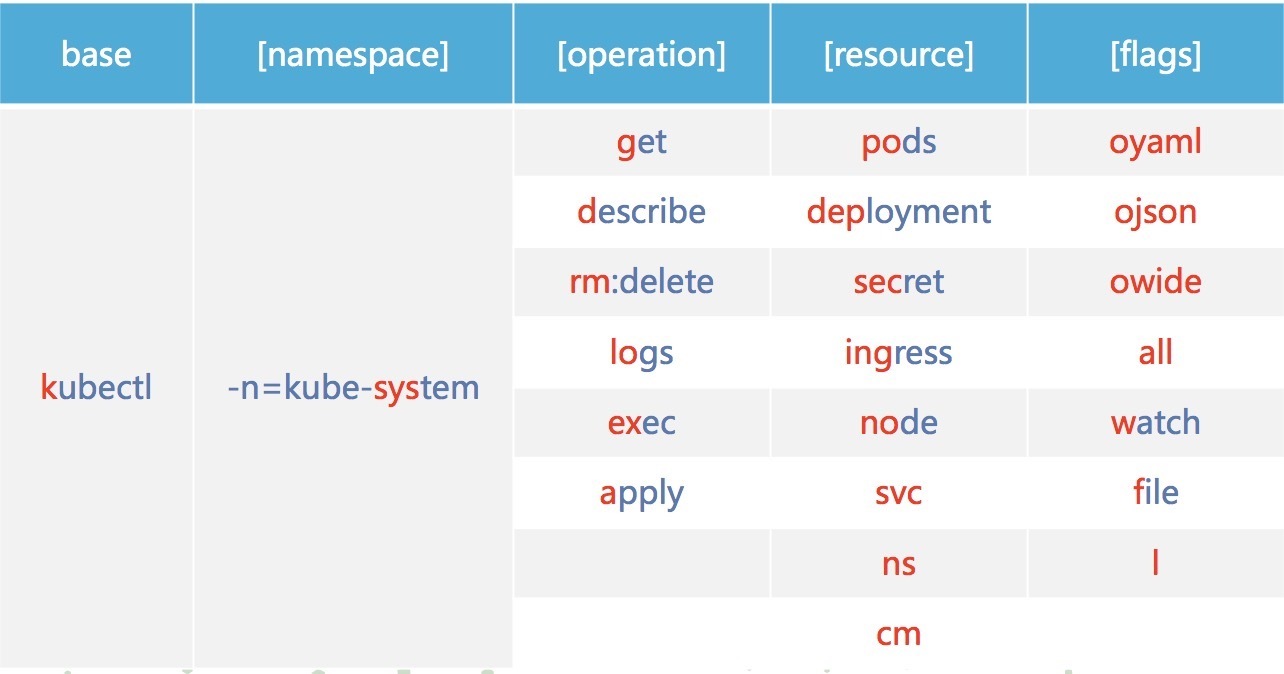 base [namespace] [operation] [resource] [flags]
get pods oyaml
describe deployment ojson
rm:delete secret owide
logs ingress all
kubectl -n=kube-system exec node watch
apply svc file
ns l
cm